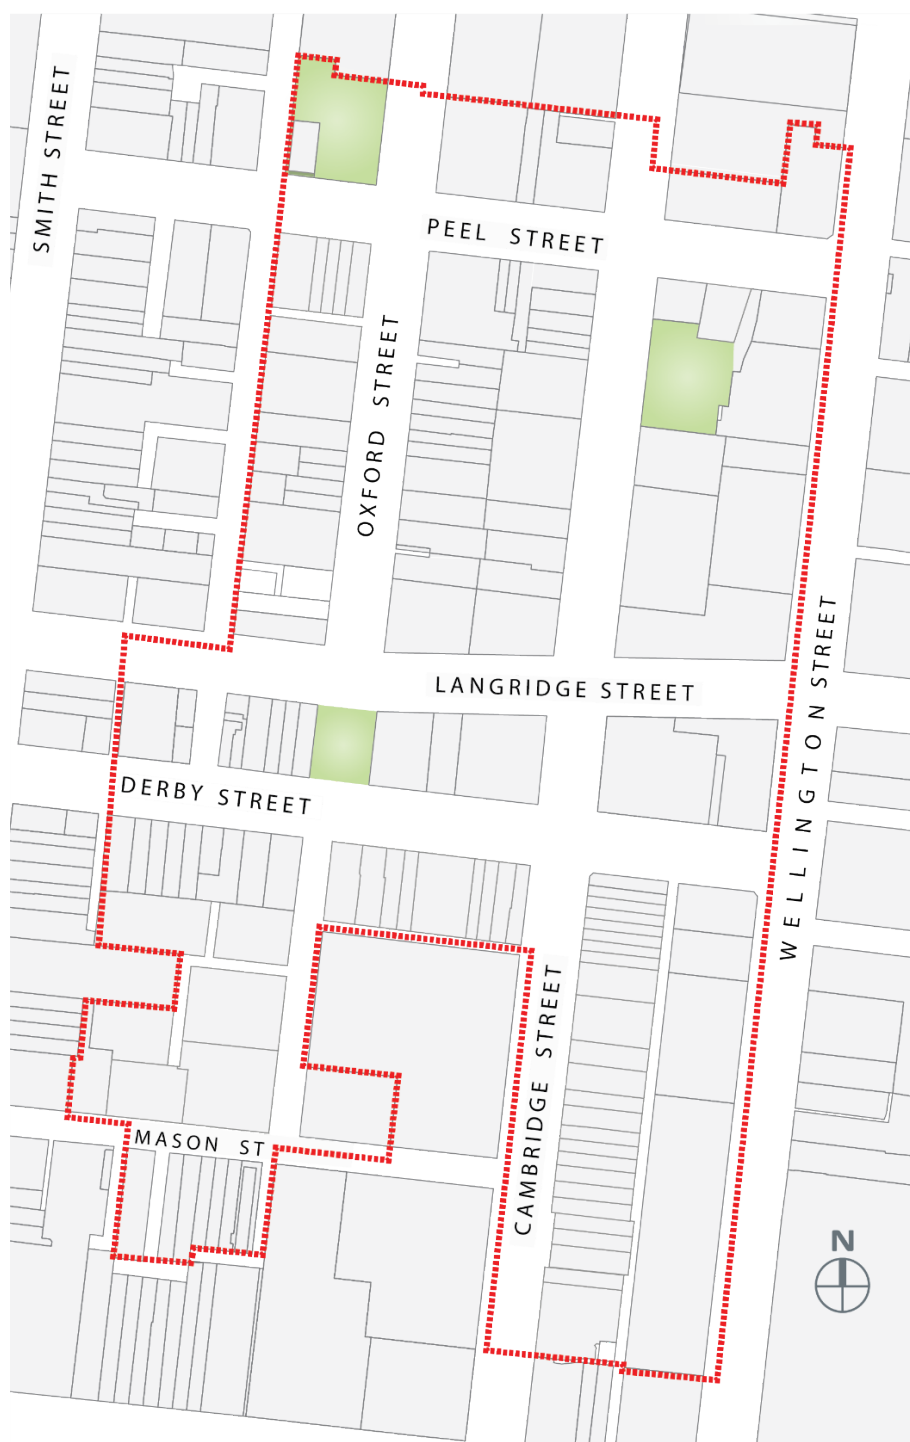 SMITH STREET
PEEL STREET
OXFORD STREET
LANGRIDGE STREET
WELLINGTON STREET
DERBY STREET
CAMBRIDGE STREET
MASON ST
N